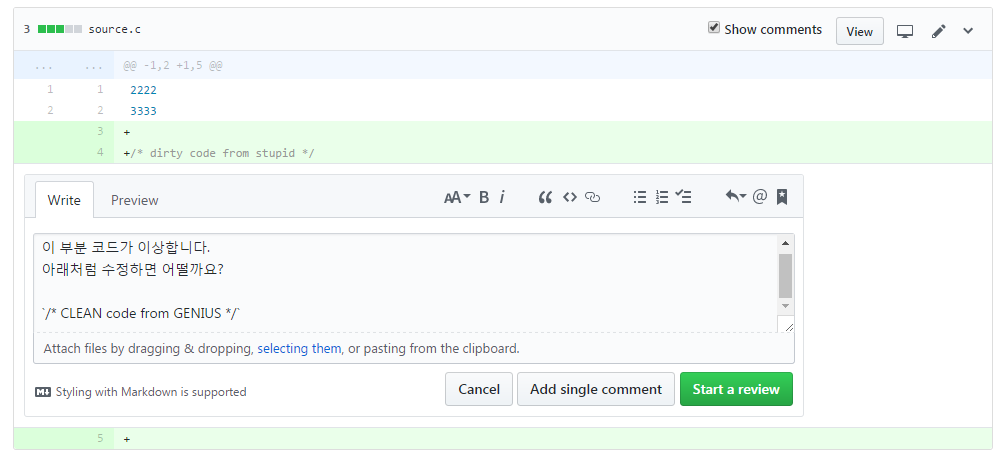 3 source.c Show comments View
... ... @@ -1,2 +1,5 @@
1 1 2222
2 2 3333
3 +
4 +/* dirty code from stupid */
Write Preview AA B i “ <> @
이 부분 코드가 이상합니다.
아래처럼 수정하면 어떨까요?
`/* CLEAN code from GENIUS */`
Attach files by dragging & dropping, selecting them, or pasting from the clipboard.
Styling with Markdown is supported Cancel Add single comment Start a review
5 +